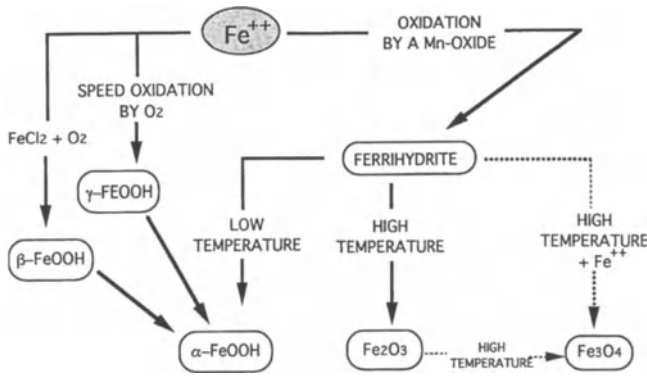 Fe++
OXIDATION
BY A Mn-OXIDE
SPEED OXIDATION
BY O2
FeCl2 + O2
FERRIHYDRITE
γ–FEOOH
LOW
TEMPERATURE
HIGH
TEMPERATURE
HIGH
TEMPERATURE
+ Fe++
β–FeOOH
α–FeOOH
Fe2O3
HIGH
TEMPERATURE
Fe3O4